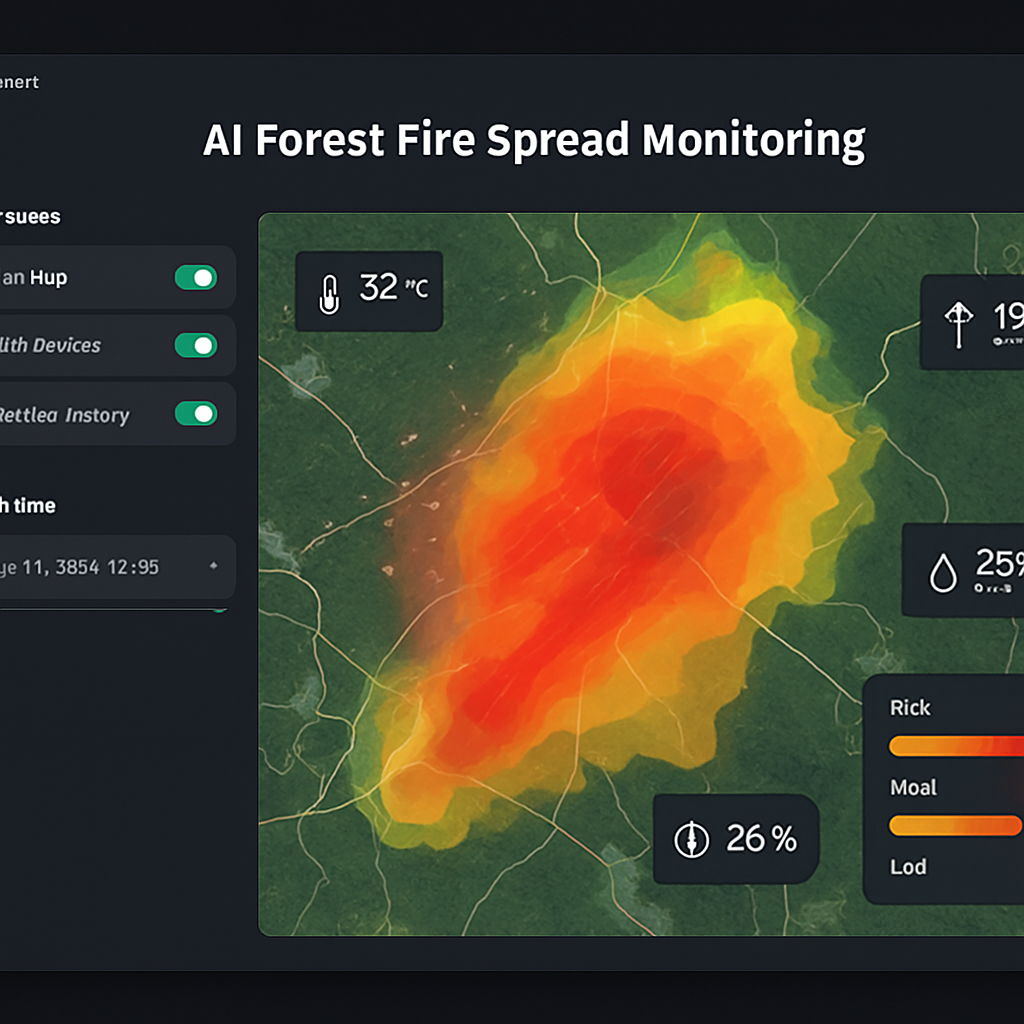 enert
AI Forest Fire Spread Monitoring
suees
an Hup
lith Devices
Rettlea Instory
h time
ye 11, 3854 12:95
32 °C
19
25%
26%
Rick
Moal
Lod